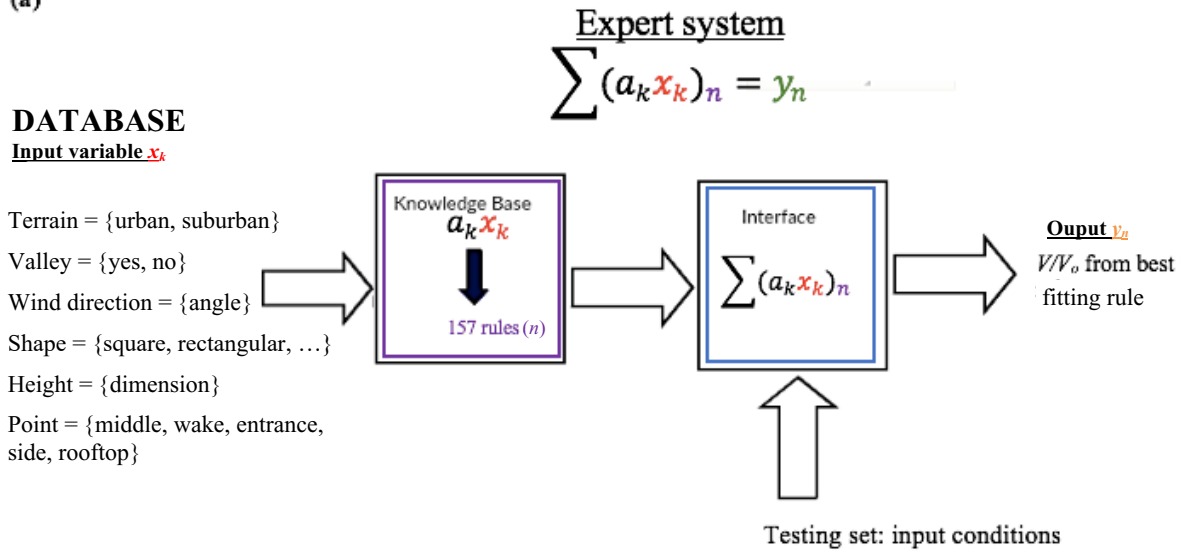 (a)
Expert system
∑(aₖxₖ)ₙ = yₙ
DATABASE
Input variable xₖ
Terrain = {urban, suburban}
Valley = {yes, no}
Wind direction = {angle}
Shape = {square, rectangular, …}
Height = {dimension}
Point = {middle, wake, entrance,
side, rooftop}
Knowledge Base
aₖxₖ
157 rules (n)
Interface
∑(aₖxₖ)ₙ
Ouput yₙ
V/Vₒ from best
fitting rule
Testing set: input conditions